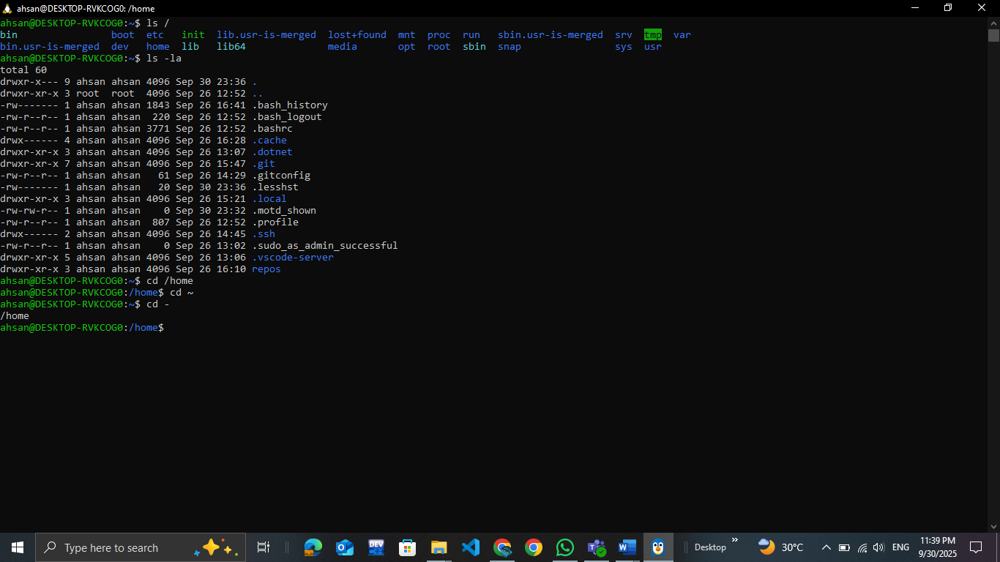 ahsan@DESKTOP-RVKCOG0: /home
ahsan@DESKTOP-RVKCOG0:~$ ls /
bin                boot  etc   init  lib.usr-is-merged  lost+found  mnt  proc  run   sbin.usr-is-merged  srv  tmp  var
bin.usr-is-merged  dev   home  lib   lib64              media       opt  root  sbin  snap                sys  usr
ahsan@DESKTOP-RVKCOG0:~$ ls -la
total 60
drwxr-x--- 9 ahsan ahsan 4096 Sep 30 23:36 .
drwxr-xr-x 3 root  root  4096 Sep 26 12:52 ..
-rw------- 1 ahsan ahsan 1843 Sep 26 16:41 .bash_history
-rw-r--r-- 1 ahsan ahsan  220 Sep 26 12:52 .bash_logout
-rw-r--r-- 1 ahsan ahsan 3771 Sep 26 12:52 .bashrc
drwx------ 4 ahsan ahsan 4096 Sep 26 16:28 .cache
drwxr-xr-x 3 ahsan ahsan 4096 Sep 26 13:07 .dotnet
drwxr-xr-x 7 ahsan ahsan 4096 Sep 26 15:47 .git
-rw-r--r-- 1 ahsan ahsan   61 Sep 26 14:29 .gitconfig
-rw------- 1 ahsan ahsan   20 Sep 30 23:36 .lesshst
drwxr-xr-x 3 ahsan ahsan 4096 Sep 26 15:21 .local
-rw-rw-r-- 1 ahsan ahsan    0 Sep 30 23:32 .motd_shown
-rw-r--r-- 1 ahsan ahsan  807 Sep 26 12:52 .profile
drwx------ 2 ahsan ahsan 4096 Sep 26 14:45 .ssh
-rw-r--r-- 1 ahsan ahsan    0 Sep 26 13:02 .sudo_as_admin_successful
drwxr-xr-x 5 ahsan ahsan 4096 Sep 26 13:06 .vscode-server
drwxr-xr-x 3 ahsan ahsan 4096 Sep 26 16:10 repos
ahsan@DESKTOP-RVKCOG0:~$ cd /home
ahsan@DESKTOP-RVKCOG0:/home$ cd ~
ahsan@DESKTOP-RVKCOG0:~$ cd -
/home
ahsan@DESKTOP-RVKCOG0:/home$
Type here to search
DEV
Desktop
30°C
ENG
11:39 PM
9/30/2025